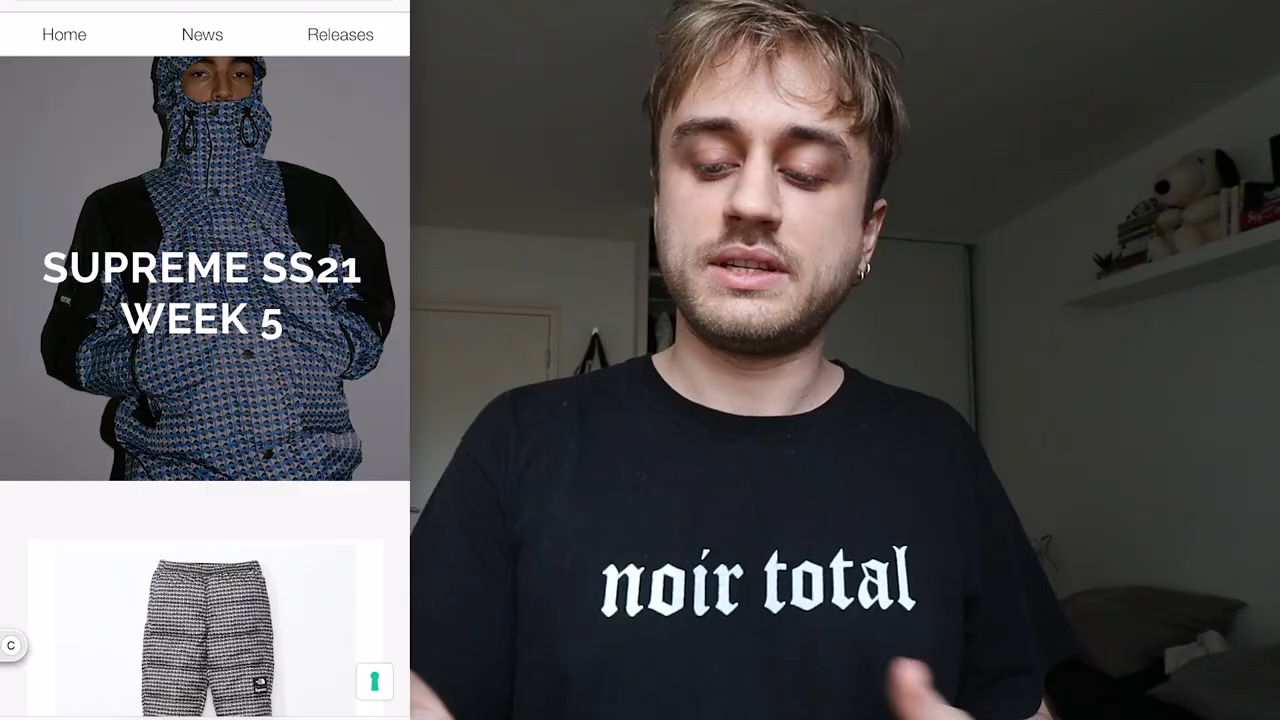 Home News Releases
SUPREME SS21
WEEK 5
C
noir total